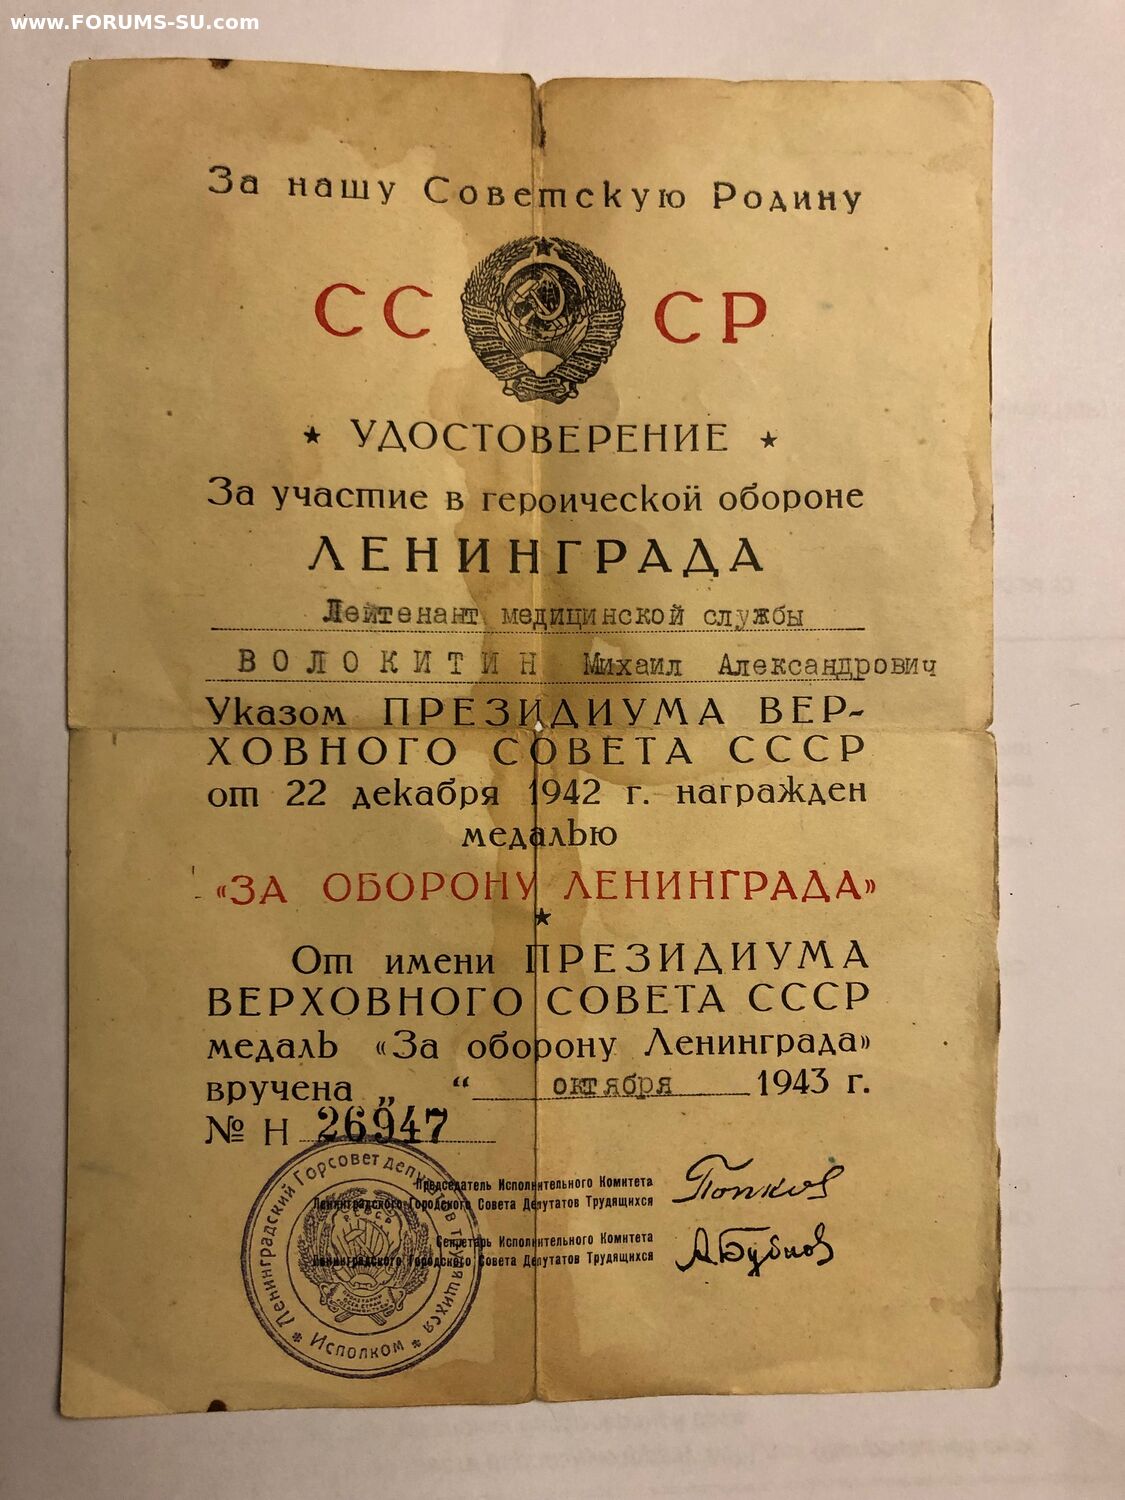 www.FORUMS-SU.com
За нашу Советскую Родину
СС СР
★ УДОСТОВЕРЕНИЕ ★
За участие в героической обороне
ЛЕНИНГРАДА
Лейтенант медицинской службы
ВОЛОКИТИН Михаил Александрович
Указом ПРЕЗИДИУМА ВЕР-
ХОВНОГО СОВЕТА СССР
от 22 декабря 1942 г. награжден
медалью
«ЗА ОБОРОНУ ЛЕНИНГРАДА»
★
От имени ПРЕЗИДИУМА
ВЕРХОВНОГО СОВЕТА СССР
медаль «За оборону Ленинграда»
вручена „ “ октября 1943 г.
№ Н 26947
Председатель Исполнительного Комитета
Ленинградского Городского Совета Депутатов Трудящихся
Попков
Секретарь Исполнительного Комитета
Ленинградского Городского Совета Депутатов Трудящихся
А. Бубнов
Ленинградский Горсовет депутатов трудящихся
* Исполком *